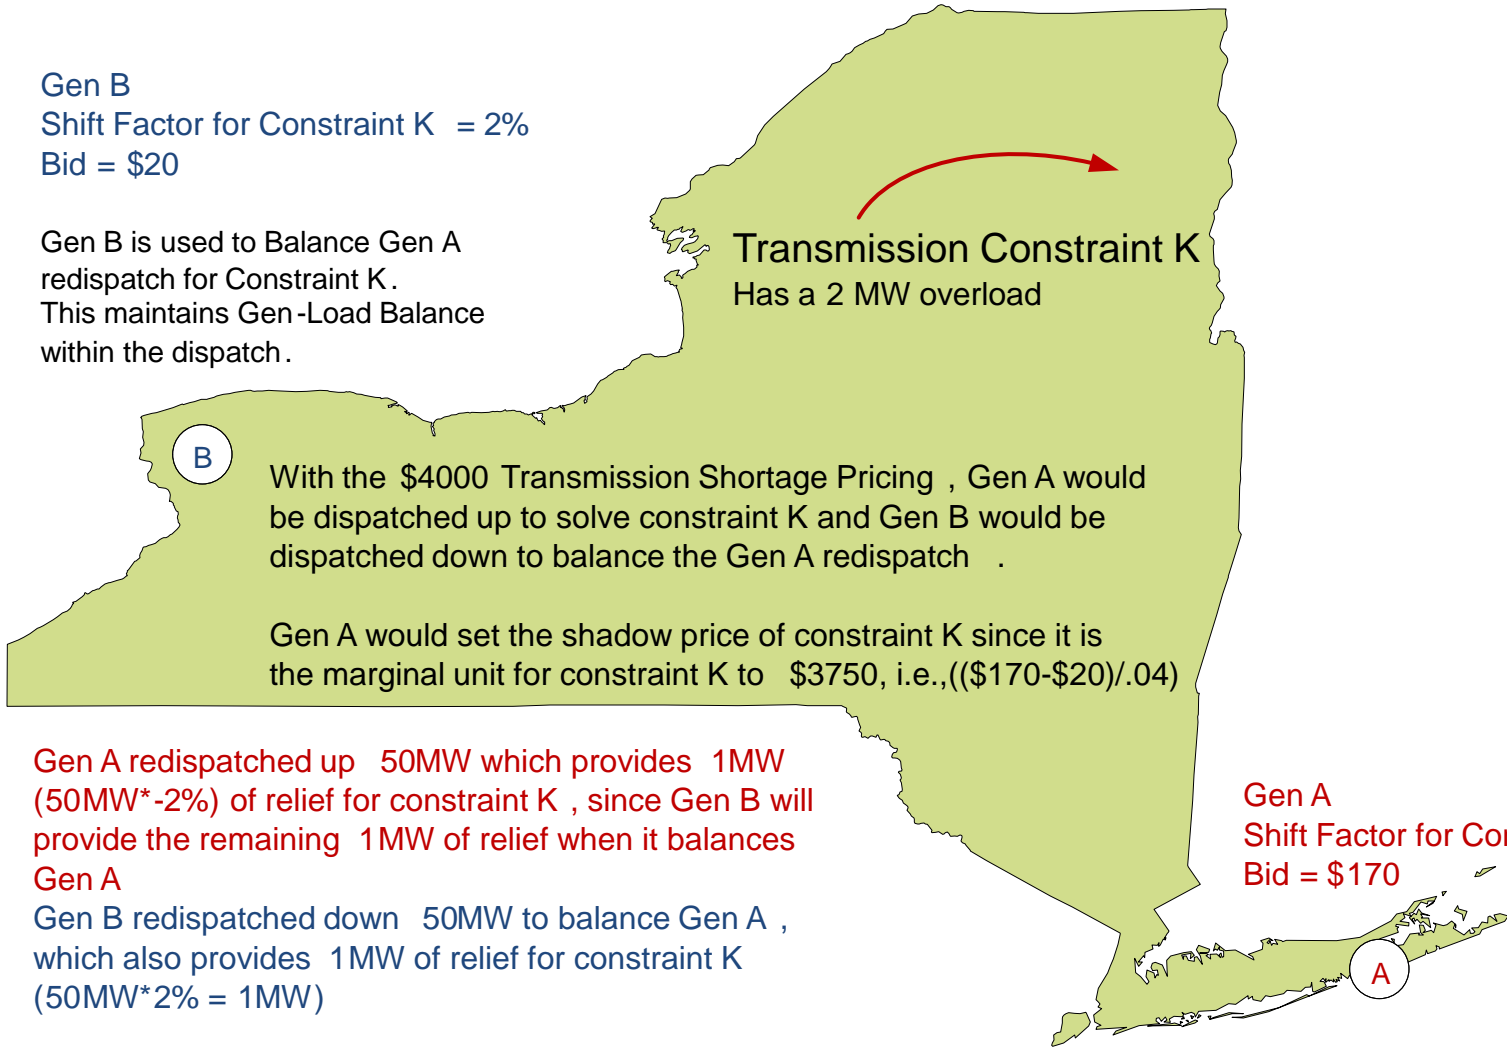 Gen B
Shift Factor for Constraint K = 2%
Bid = $20
Gen B is used to Balance Gen A
redispatch for Constraint K.
This maintains Gen-Load Balance
within the dispatch.
Transmission Constraint K
Has a 2 MW overload
B
With the $4000 Transmission Shortage Pricing , Gen A would
be dispatched up to solve constraint K and Gen B would be
dispatched down to balance the Gen A redispatch .
Gen A would set the shadow price of constraint K since it is
the marginal unit for constraint K to $3750, i.e.,(($170-$20)/.04)
Gen A redispatched up 50MW which provides 1MW
(50MW*-2%) of relief for constraint K , since Gen B will
provide the remaining 1MW of relief when it balances
Gen A
Gen B redispatched down 50MW to balance Gen A ,
which also provides 1MW of relief for constraint K
(50MW*2% = 1MW)
Gen A
Shift Factor for
Bid = $170
A